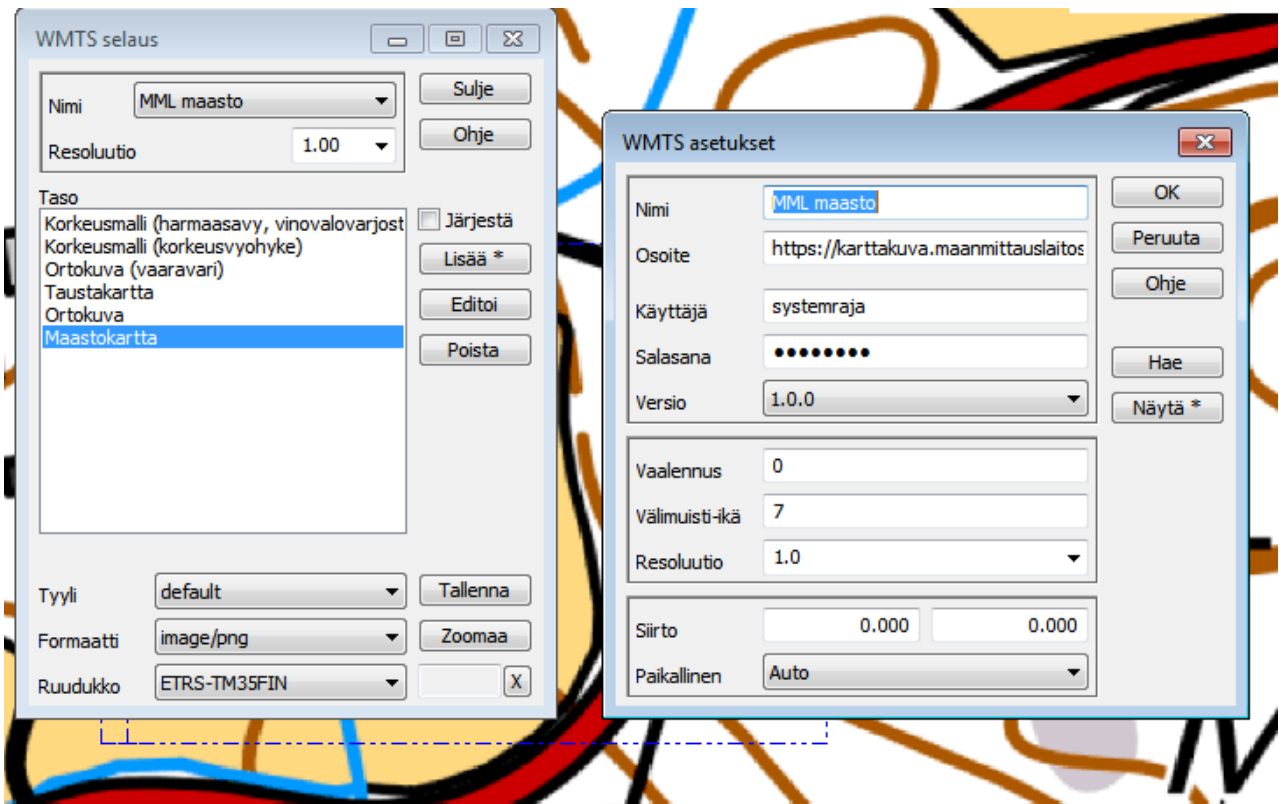 WMTS selaus
Nimi MML maasto
Resoluutio 1.00
Sulje
Ohje
Taso
Korkeusmalli (harmaasavy, vinovalovarjost
Korkeusmalli (korkeusvyohyke)
Ortokuva (vaaravari)
Taustakartta
Ortokuva
Maastokartta
Järjestä
Lisää *
Editoi
Poista
Tyyli default Tallenna
Formaatti image/png Zoomaa
Ruudukko ETRS-TM35FIN X
WMTS asetukset
Nimi MML maasto
Osoite https://karttakuva.maanmittauslaitos
Käyttäjä systemraja
Salasana ●●●●●●●●
Versio 1.0.0
OK
Peruuta
Ohje
Hae
Näytä *
Vaalennus 0
Välimuisti-ikä 7
Resoluutio 1.0
Siirto 0.000 0.000
Paikallinen Auto